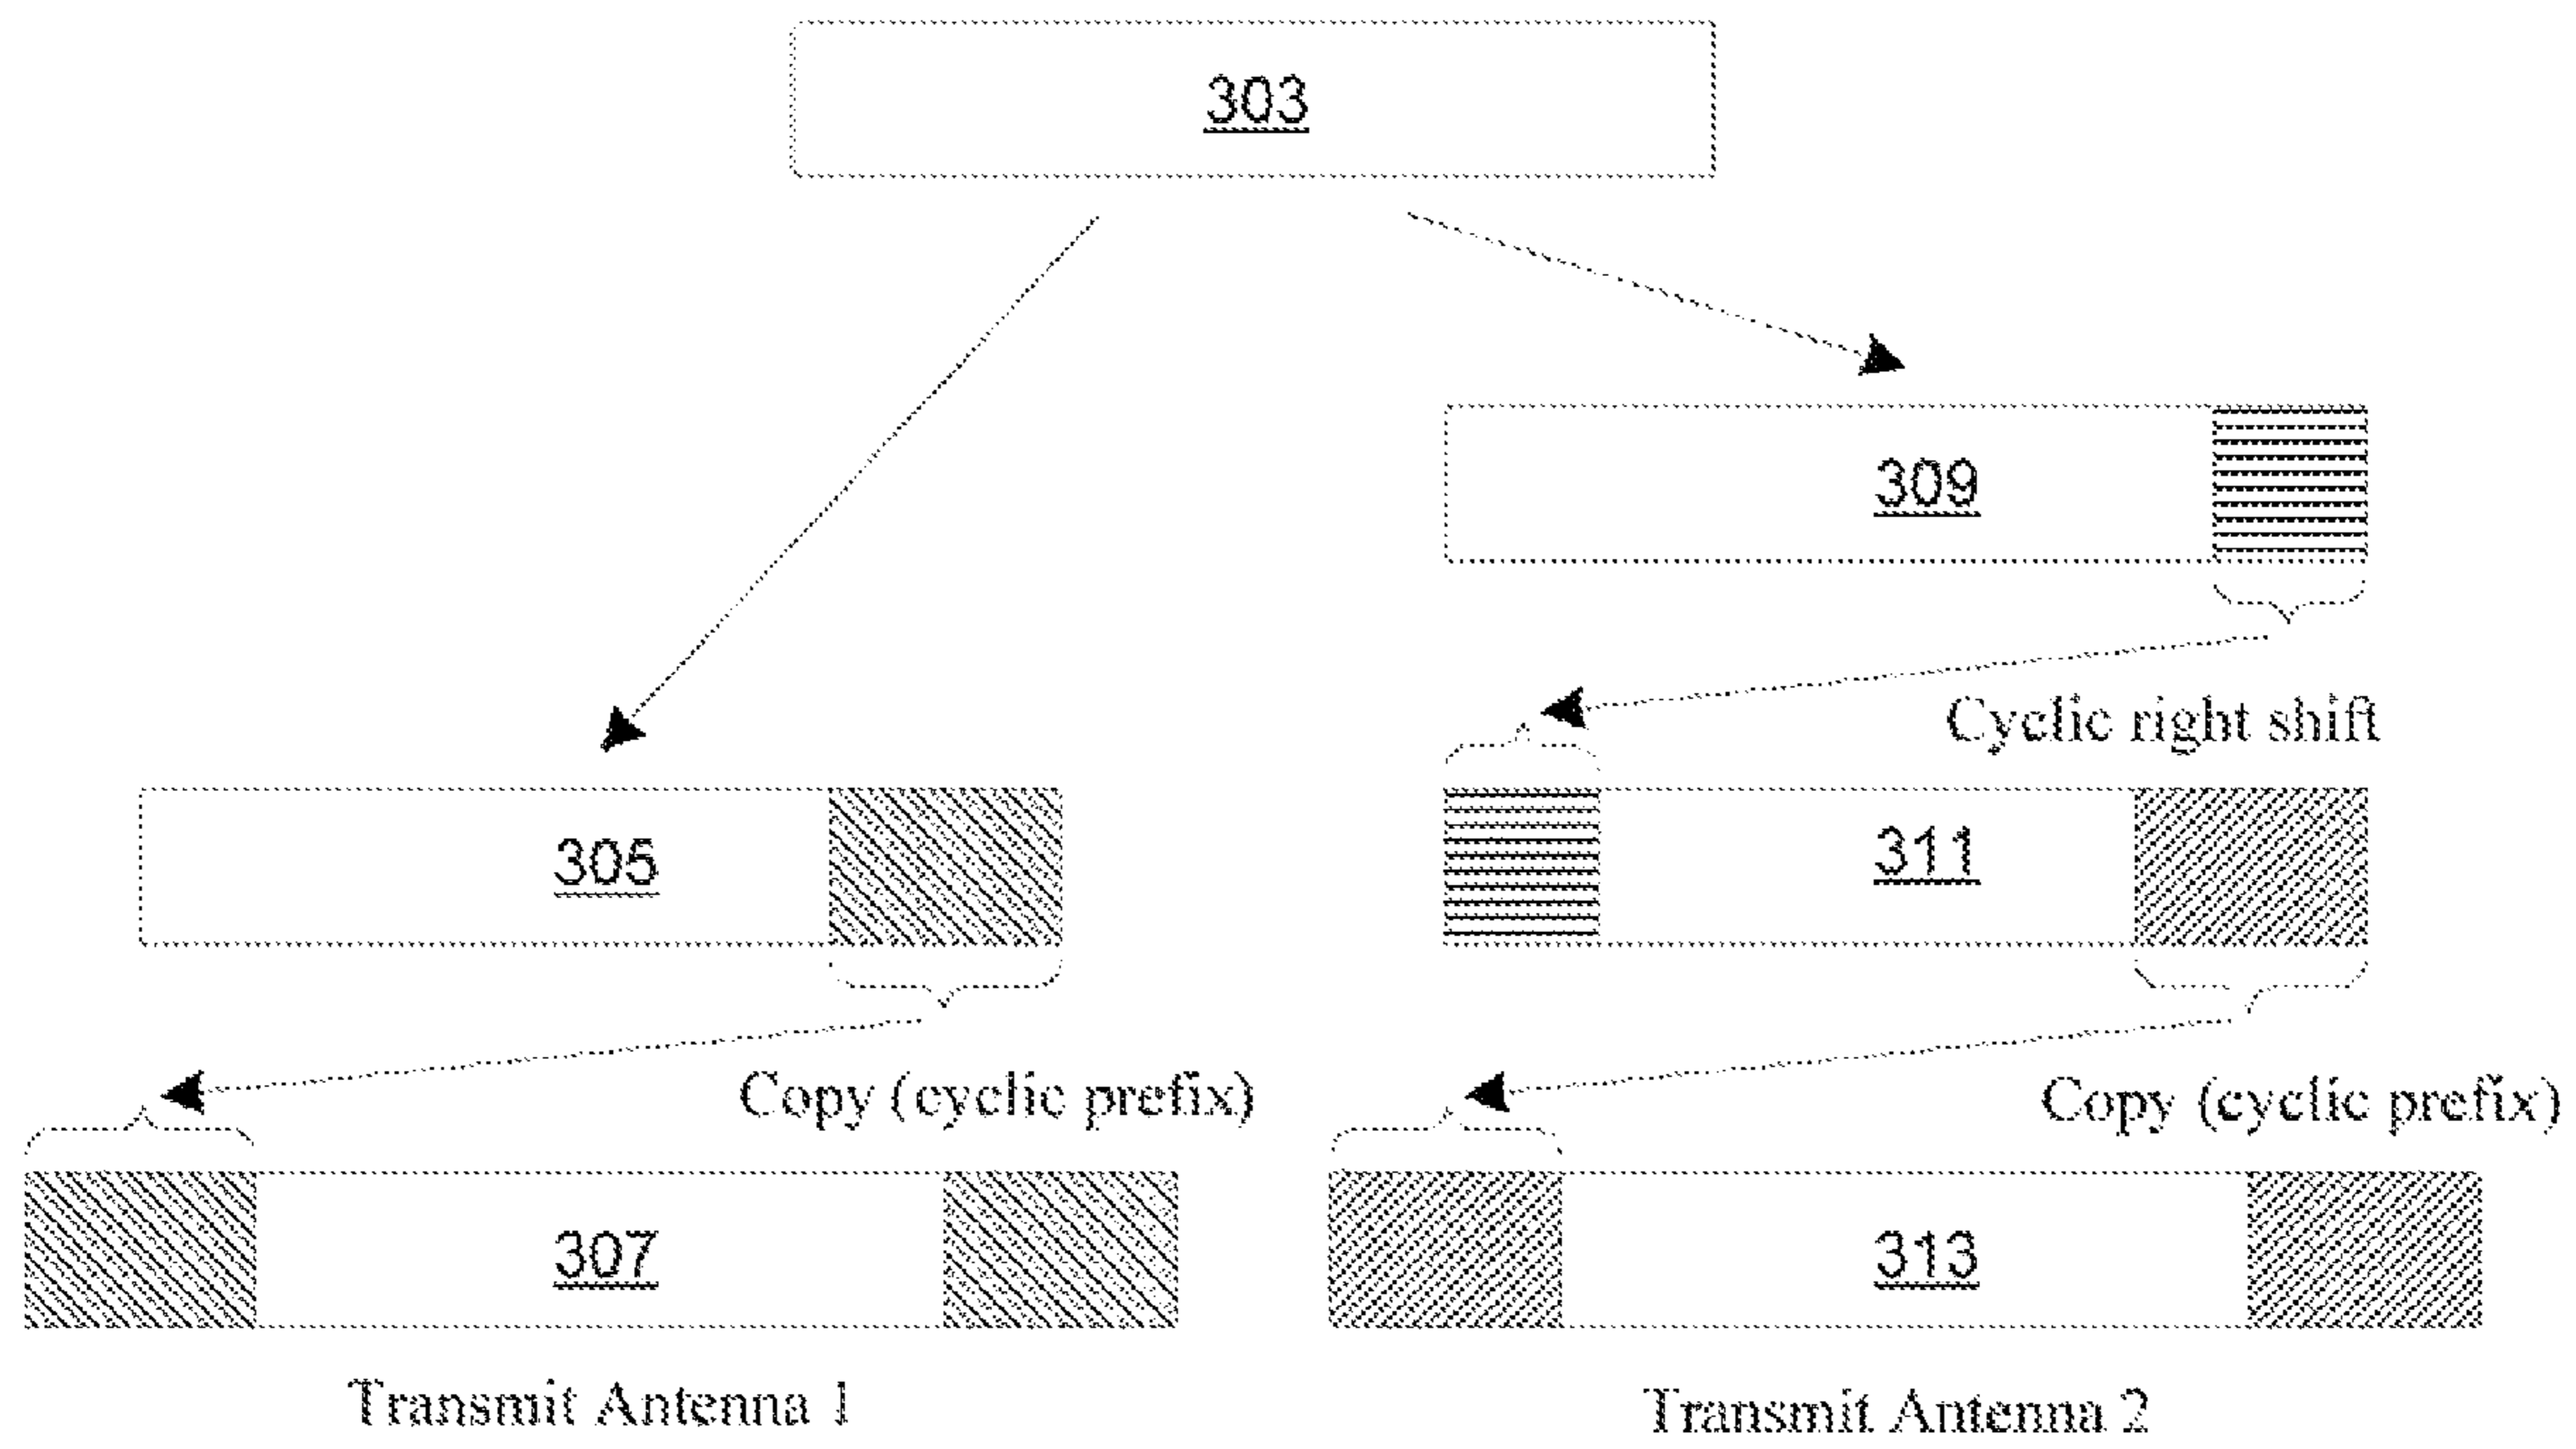 303
309
Cyclic right shift
305
311
Copy (cyclic prefix)
Copy (cyclic prefix)
307
313
Transmit Antenna 1
Transmit Antenna 2